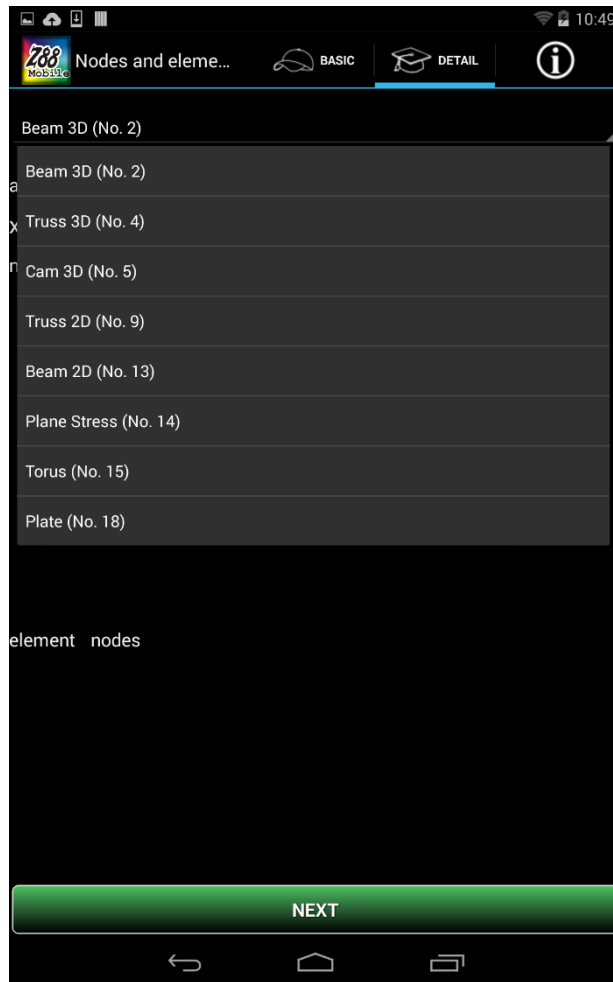 10:49
Z88
Mobile
Nodes and eleme...
BASIC
DETAIL
Beam 3D (No. 2)
Beam 3D (No. 2)
a
Truss 3D (No. 4)
x
n
Cam 3D (No. 5)
Truss 2D (No. 9)
Beam 2D (No. 13)
Plane Stress (No. 14)
Torus (No. 15)
Plate (No. 18)
element nodes
NEXT